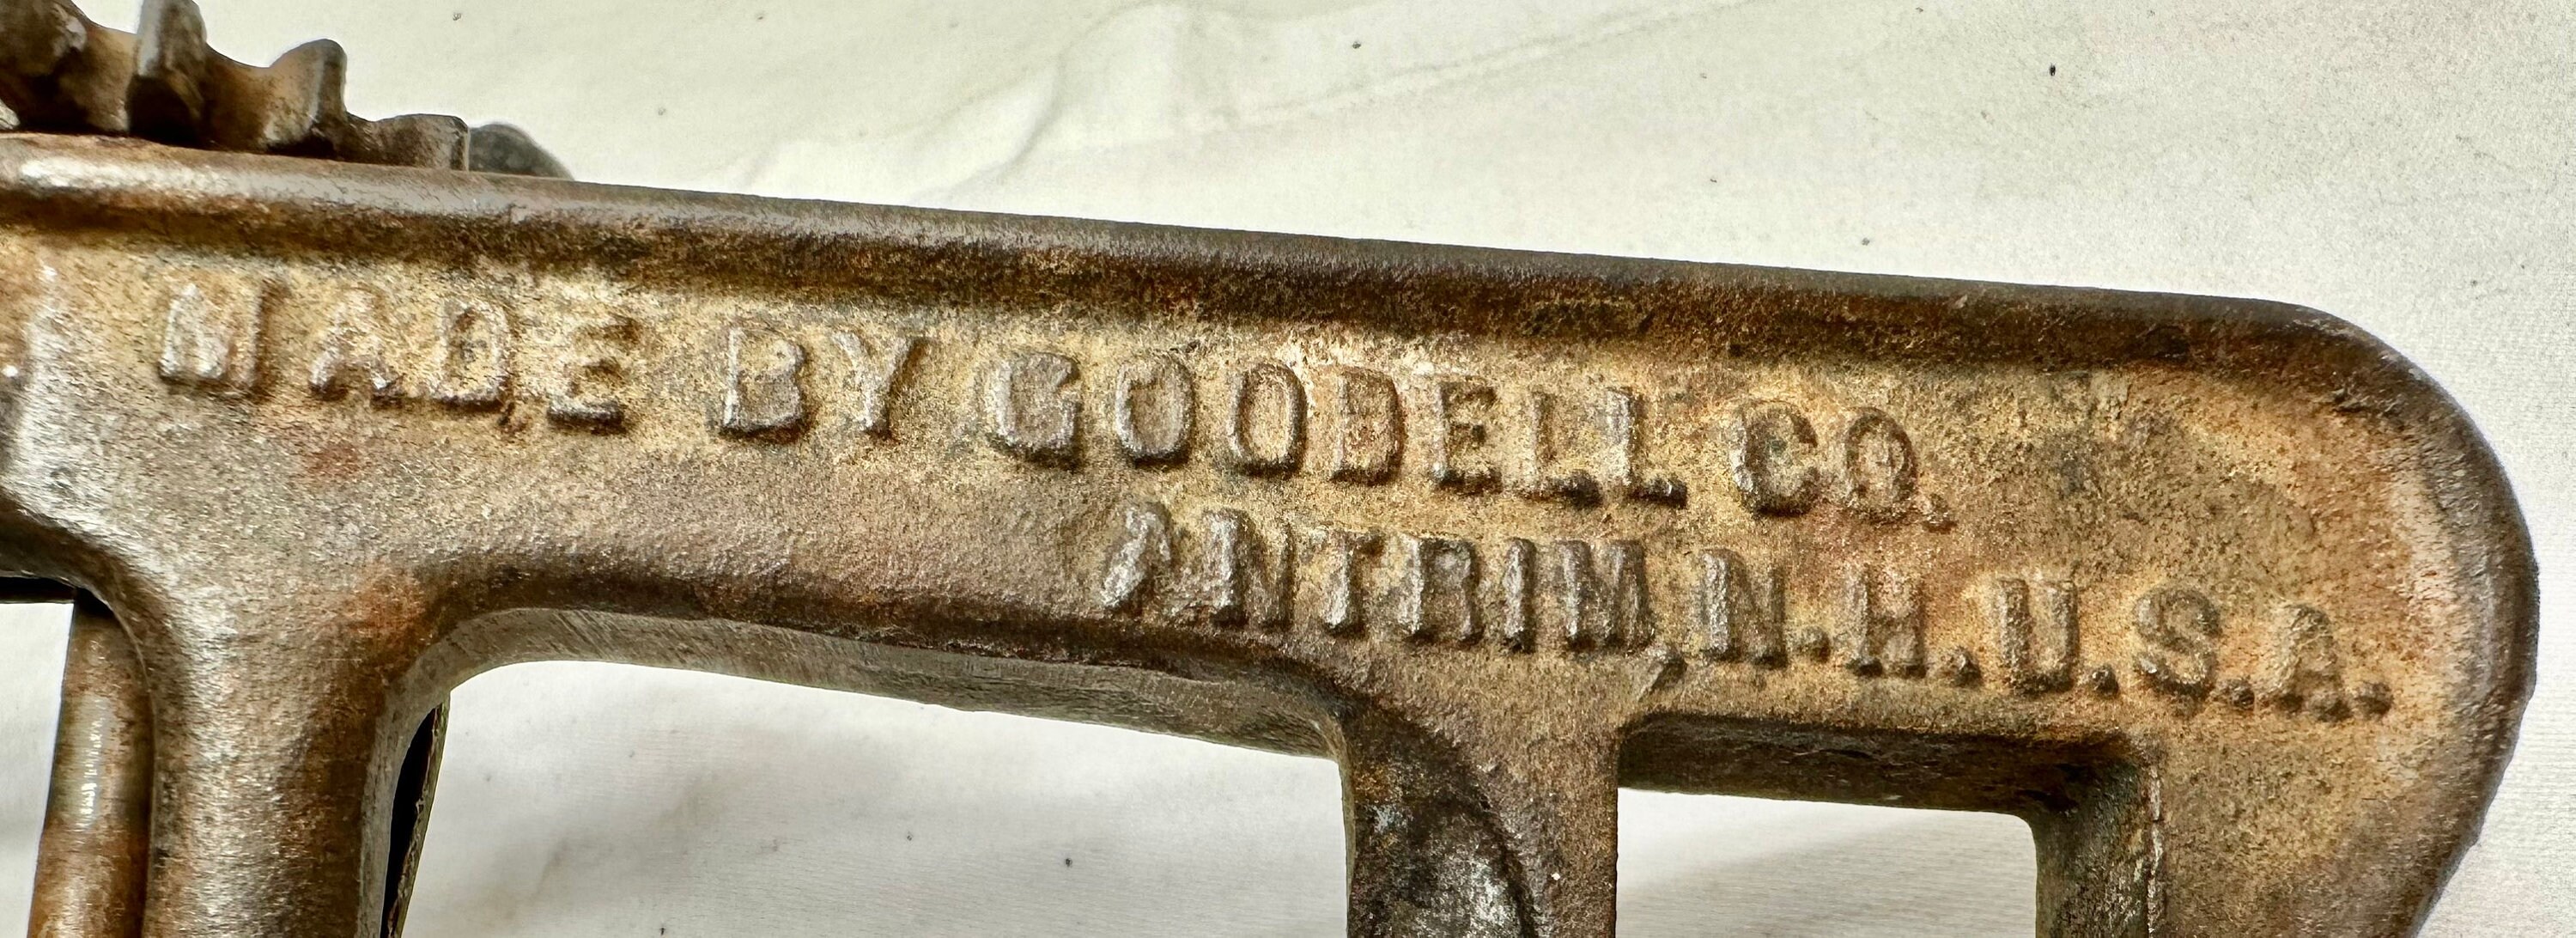 MADE BY GOODELL CO.
ANTRIM, N.H. U.S.A.